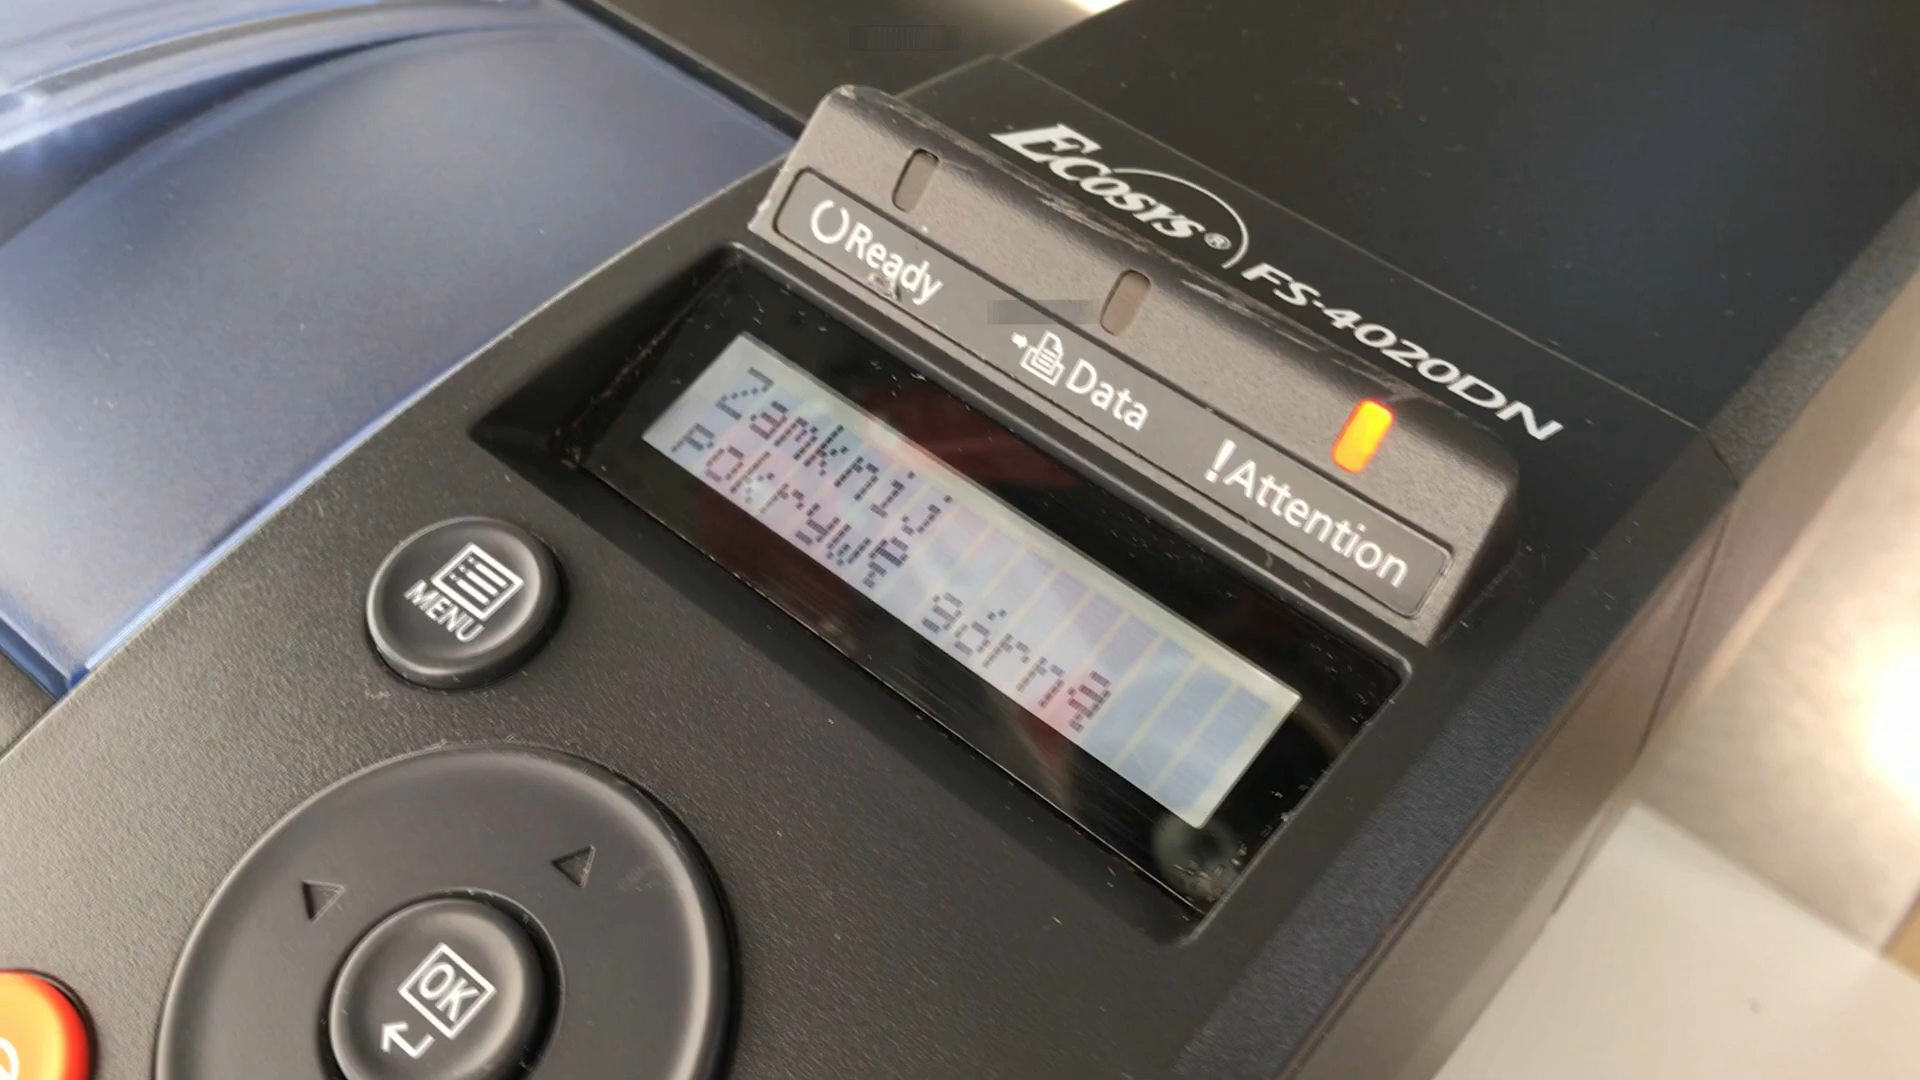 ECOSYS®
FS-4020DN
Ready
Data
!Attention
Zamknij
Pokrywę górną
MENU
OK